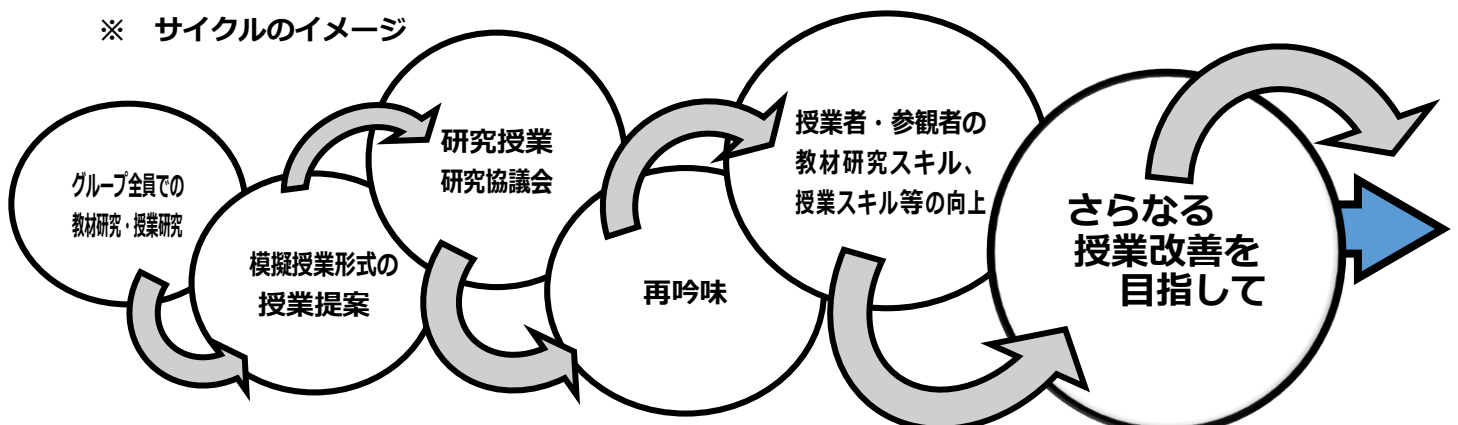 ※　サイクルのイメージ
グループ全員での
教材研究・授業研究
模擬授業形式の
授業提案
研究授業
研究協議会
再吟味
授業者・参観者の
教材研究スキル、
授業スキル等の向上
さらなる
授業改善を
目指して